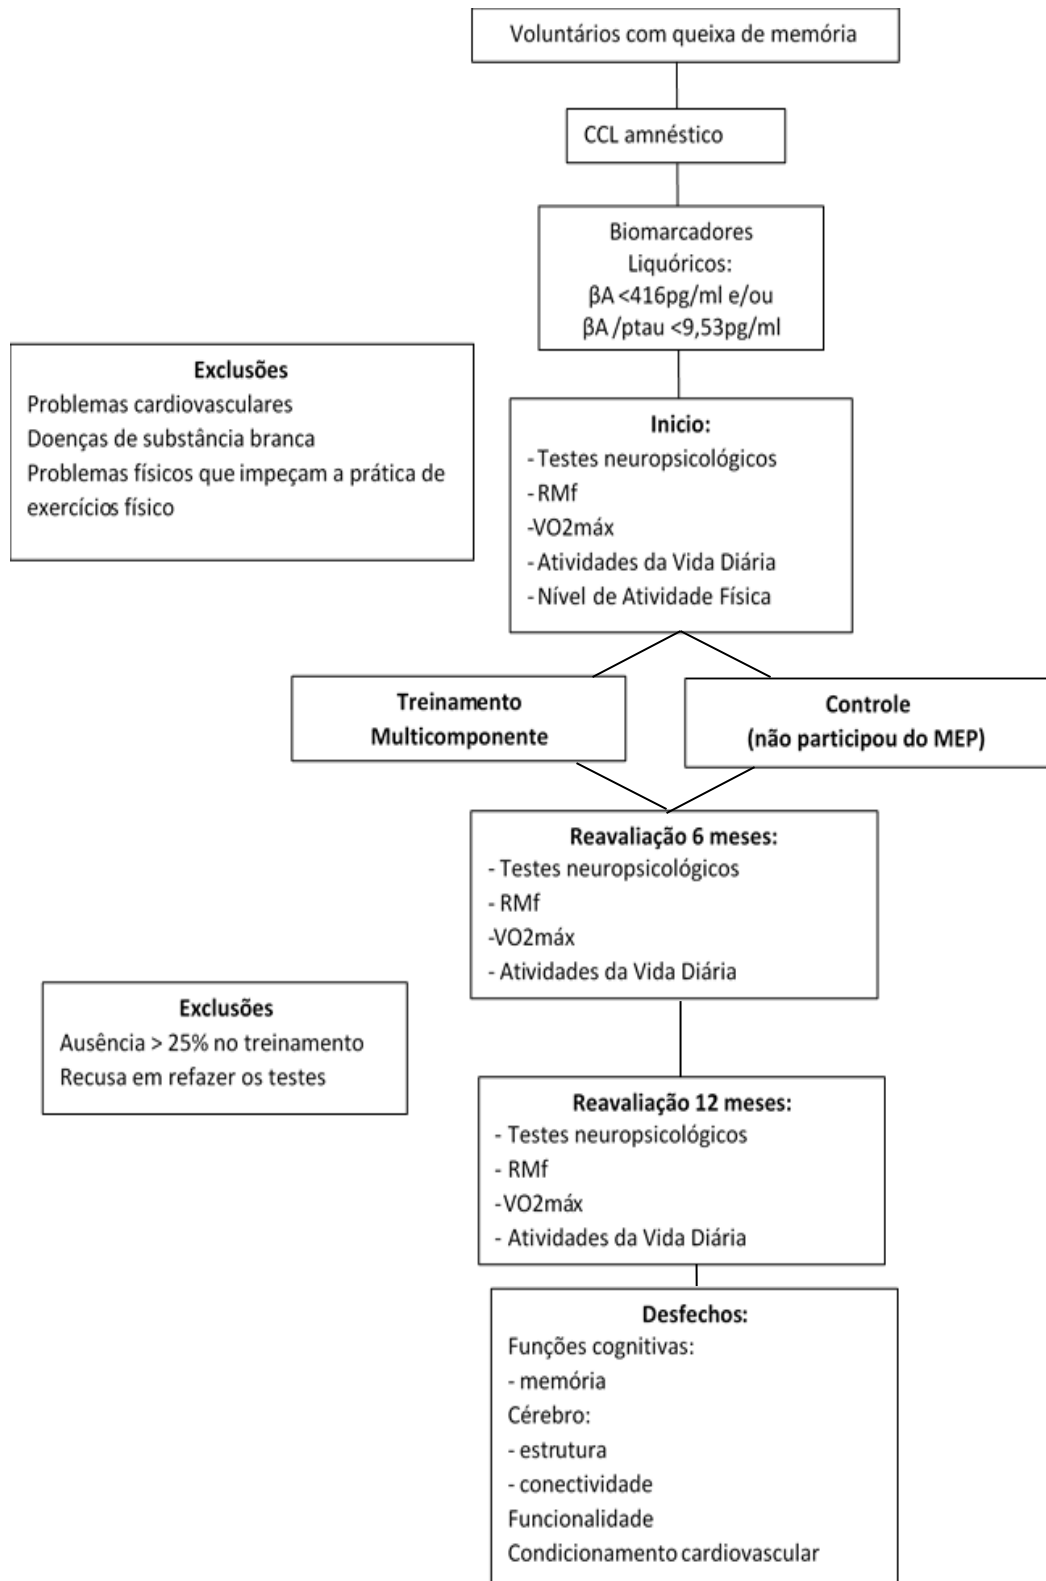 Voluntários com queixa de memória
CCL amnéstico
Biomarcadores
Liquóricos:
βA <416pg/ml e/ou
βA /ptau <9,53pg/ml
Exclusões
Problemas cardiovasculares
Doenças de substância branca
Problemas físicos que impeçam a prática de
exercícios físico
Inicio:
- Testes neuropsicológicos
- RMf
-VO2máx
- Atividades da Vida Diária
- Nível de Atividade Física
Treinamento
Multicomponente
Controle
(não participou do MEP)
Reavaliação 6 meses:
- Testes neuropsicológicos
- RMf
-VO2máx
- Atividades da Vida Diária
Exclusões
Ausência > 25% no treinamento
Recusa em refazer os testes
Reavaliação 12 meses:
- Testes neuropsicológicos
- RMf
-VO2máx
- Atividades da Vida Diária
Desfechos:
Funções cognitivas:
- memória
Cérebro:
- estrutura
- conectividade
Funcionalidade
Condicionamento cardiovascular